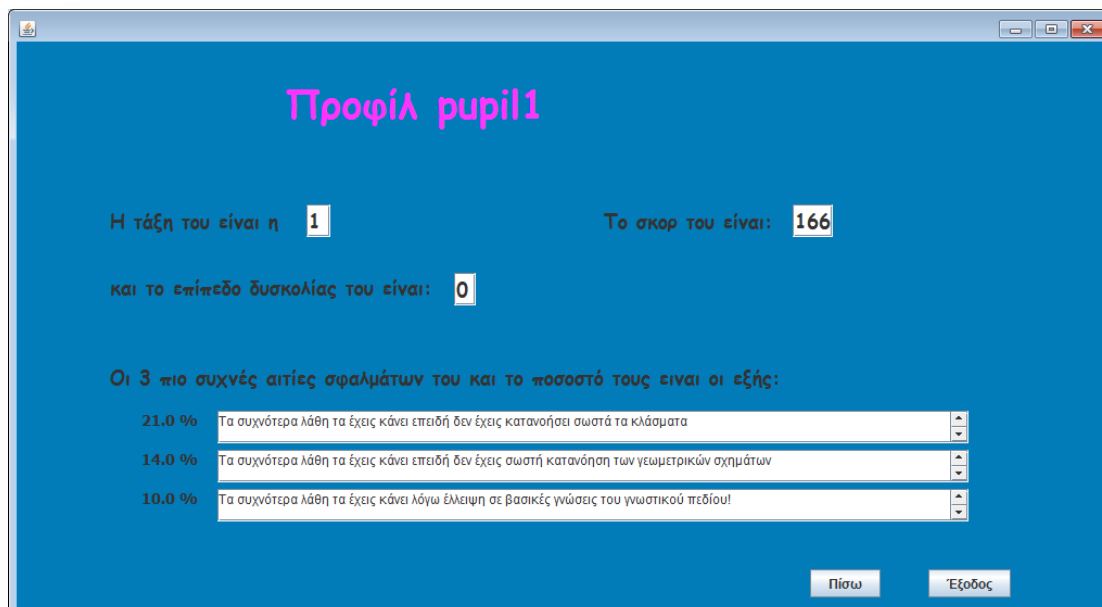 Προφίλ pupil1
Η τάξη του είναι η 1 Το σκορ του είναι: 166
και το επίπεδο δυσκολίας του είναι: 0
Οι 3 πιο συχνές αιτίες σφαλμάτων του και το ποσοστό τους ειναι οι εξής:
21.0 % Τα συχνότερα λάθη τα έχεις κάνει επειδή δεν έχεις κατανοήσει σωστά τα κλάσματα
14.0 % Τα συχνότερα λάθη τα έχεις κάνει επειδή δεν έχεις σωστή κατανόηση των γεωμετρικών σχημάτων
10.0 % Τα συχνότερα λάθη τα έχεις κάνει λόγω έλλειψη σε βασικές γνώσεις του γνωστικού πεδίου!
Πίσω Έξοδος